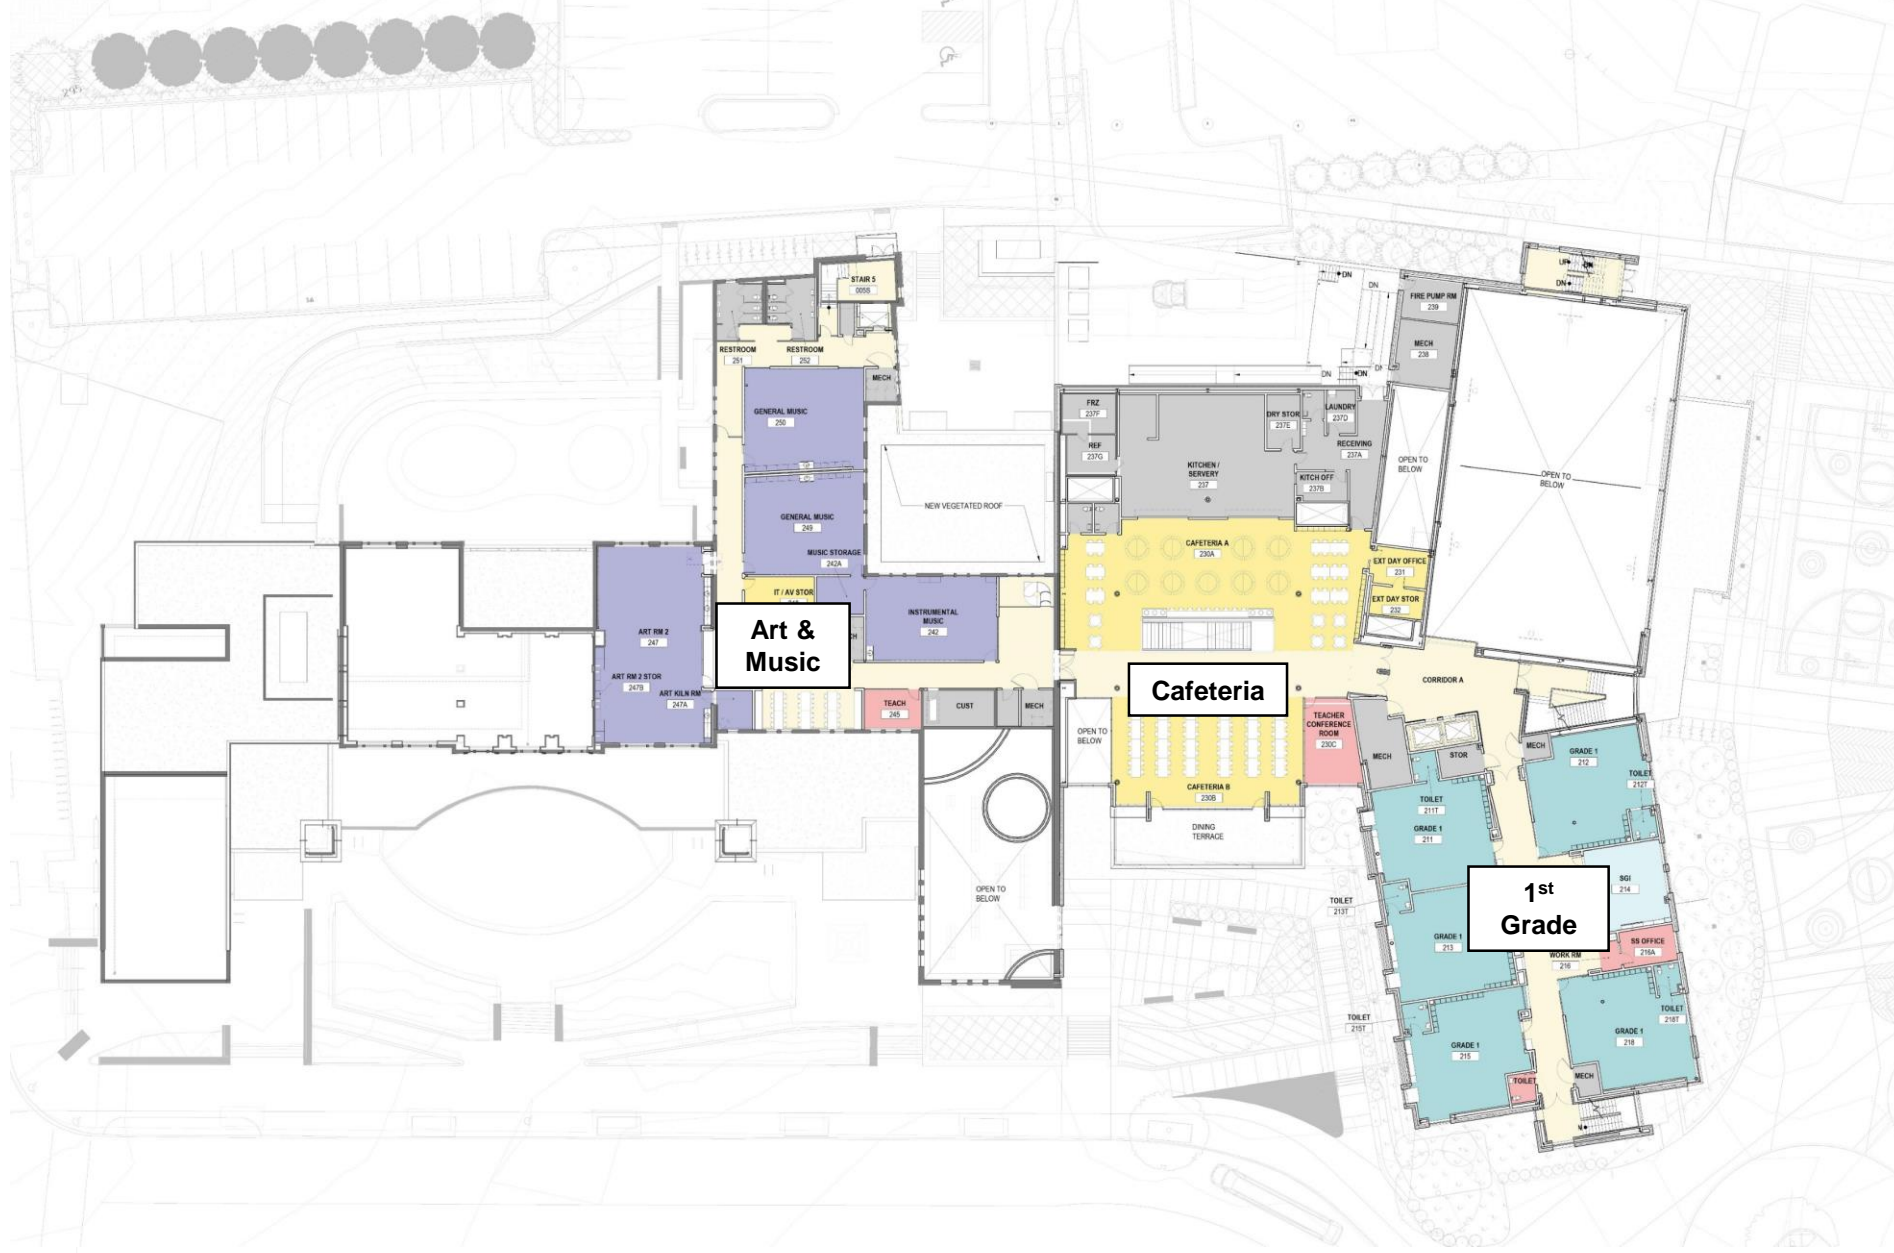 STAIR 5
005S
UP
DN
DN
DN
DN
FIRE PUMP RM
239
RESTROOM
251
RESTROOM
252
MECH
238
MECH
DN
DN
DN
GENERAL MUSIC
250
FRZ
237F
DRY STOR
237E
LAUNDRY
237D
REF
237G
RECEIVING
237A
KITCHEN /
SERVERY
237
KITCH OFF
237B
OPEN TO
BELOW
OPEN TO
BELOW
NEW VEGETATED ROOF
GENERAL MUSIC
249
MUSIC STORAGE
242A
CAFETERIA A
230A
EXT DAY OFFICE
231
EXT DAY STOR
232
IT / AV STOR
INSTRUMENTAL
MUSIC
242
ART RM 2
247
Art &
Music
ART RM 2 STOR
247B
ART KILN RM
247A
TEACH
245
CUST
MECH
Cafeteria
CORRIDOR A
OPEN TO
BELOW
TEACHER
CONFERENCE
ROOM
230C
MECH
STOR
MECH
GRADE 1
212
TOILET
212T
CAFETERIA B
230B
TOILET
211T
GRADE 1
211
DINING
TERRACE
OPEN TO
BELOW
SGI
214
1st
Grade
TOILET
213T
GRADE 1
213
SS OFFICE
216A
WORK RM
216
TOILET
215T
TOILET
218T
GRADE 1
215
GRADE 1
218
TOILET
MECH